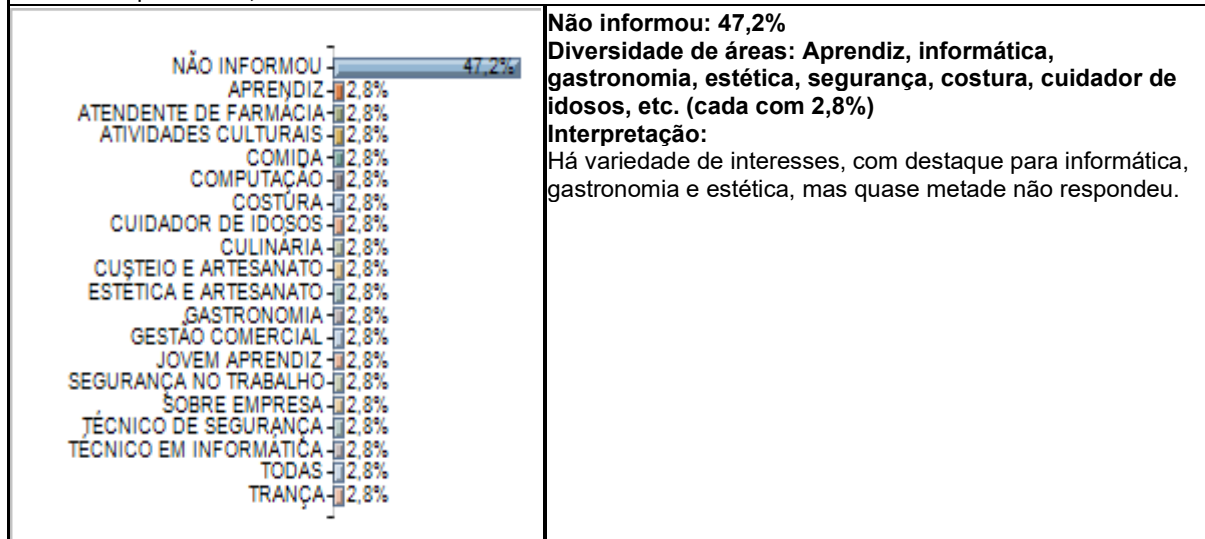 NÃO INFORMOU 47,2%
APRENDIZ 2,8%
ATENDENTE DE FARMÁCIA 2,8%
ATIVIDADES CULTURAIS 2,8%
COMIDA 2,8%
COMPUTAÇÃO 2,8%
COSTURA 2,8%
CUIDADOR DE IDOSOS 2,8%
CULINÁRIA 2,8%
CUSTEIO E ARTESANATO 2,8%
ESTÉTICA E ARTESANATO 2,8%
GASTRONOMIA 2,8%
GESTÃO COMERCIAL 2,8%
JOVEM APRENDIZ 2,8%
SEGURANÇA NO TRABALHO 2,8%
SOBRE EMPRESA 2,8%
TÉCNICO DE SEGURANÇA 2,8%
TÉCNICO EM INFORMÁTICA 2,8%
TODAS 2,8%
TRANÇA 2,8%
Não informou: 47,2%
Diversidade de áreas: Aprendiz, informática,
gastronomia, estética, segurança, costura, cuidador de
idosos, etc. (cada com 2,8%)
Interpretação:
Há variedade de interesses, com destaque para informática,
gastronomia e estética, mas quase metade não respondeu.